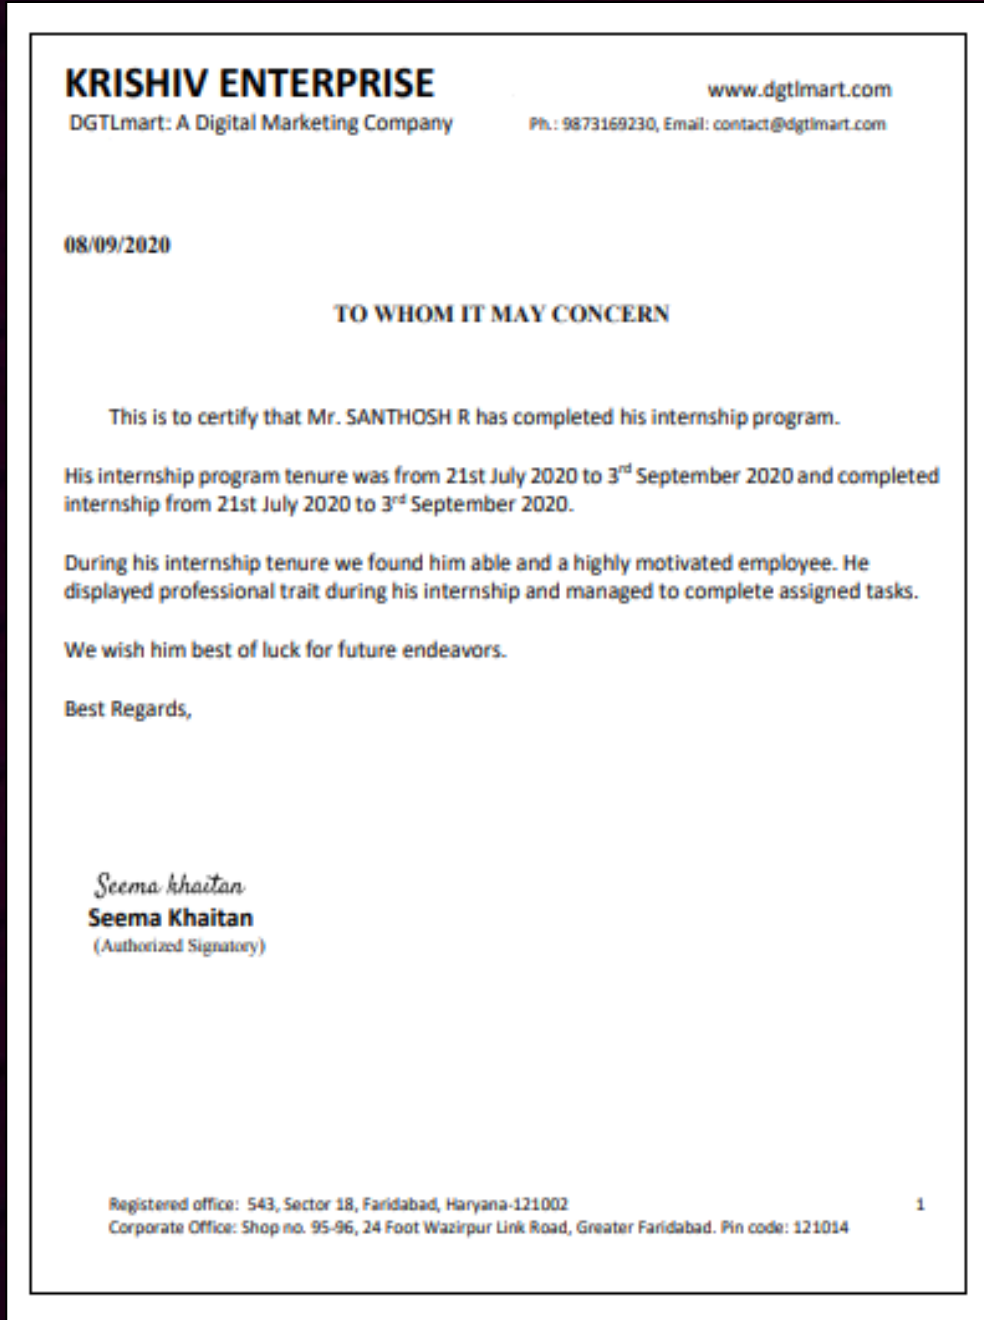 KRISHIV ENTERPRISE
www.dgtlmart.com
DGTLmart: A Digital Marketing Company
Ph.: 9873169230, Email: contact@dgtlmart.com
08/09/2020
TO WHOM IT MAY CONCERN
This is to certify that Mr. SANTHOSH R has completed his internship program.
His internship program tenure was from 21st July 2020 to 3rd September 2020 and completed
internship from 21st July 2020 to 3rd September 2020.
During his internship tenure we found him able and a highly motivated employee. He
displayed professional trait during his internship and managed to complete assigned tasks.
We wish him best of luck for future endeavors.
Best Regards,
Seema khaitan
Seema Khaitan
(Authorized Signatory)
Registered office: 543, Sector 18, Faridabad, Haryana-121002
1
Corporate Office: Shop no. 95-96, 24 Foot Wazirpur Link Road, Greater Faridabad. Pin code: 121014